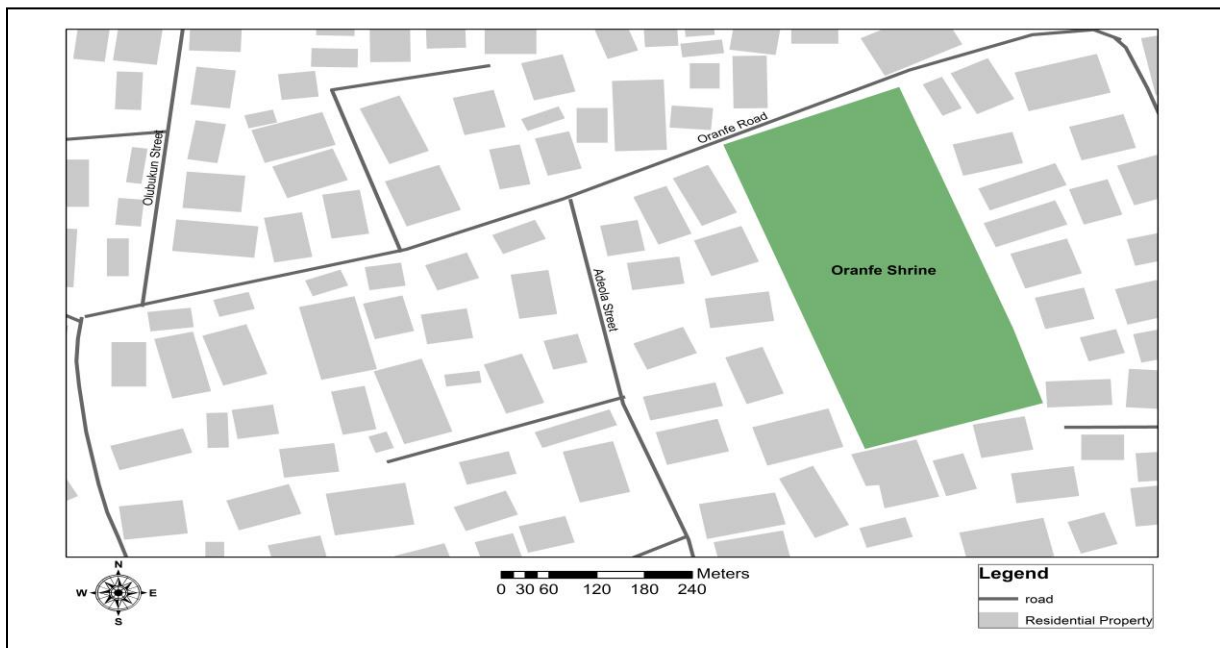 Oranfe Road
Olubukun Street
Oranfe Shrine
Adeola Street
N
W E
S
Meters
0 30 60 120 180 240
Legend
road
Residential Property